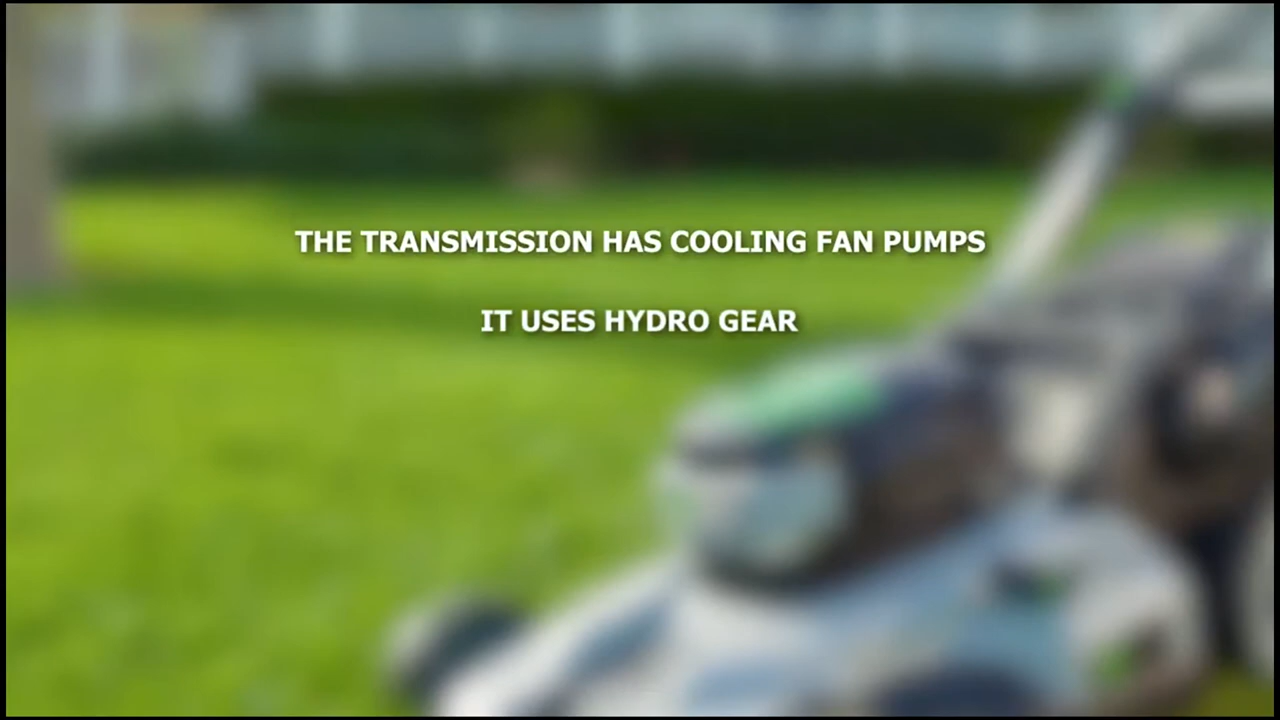 THE TRANSMISSION HAS COOLING FAN PUMPS
IT USES HYDRO GEAR